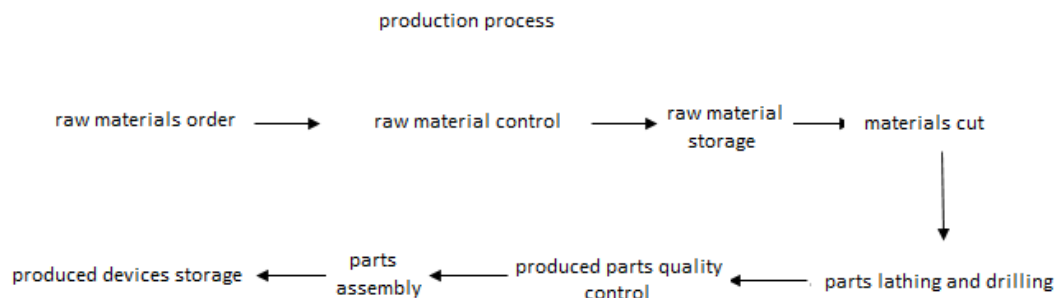 production process
raw materials order
raw material control
raw material
storage
materials cut
produced devices storage
parts
assembly
produced parts quality
control
parts lathing and drilling